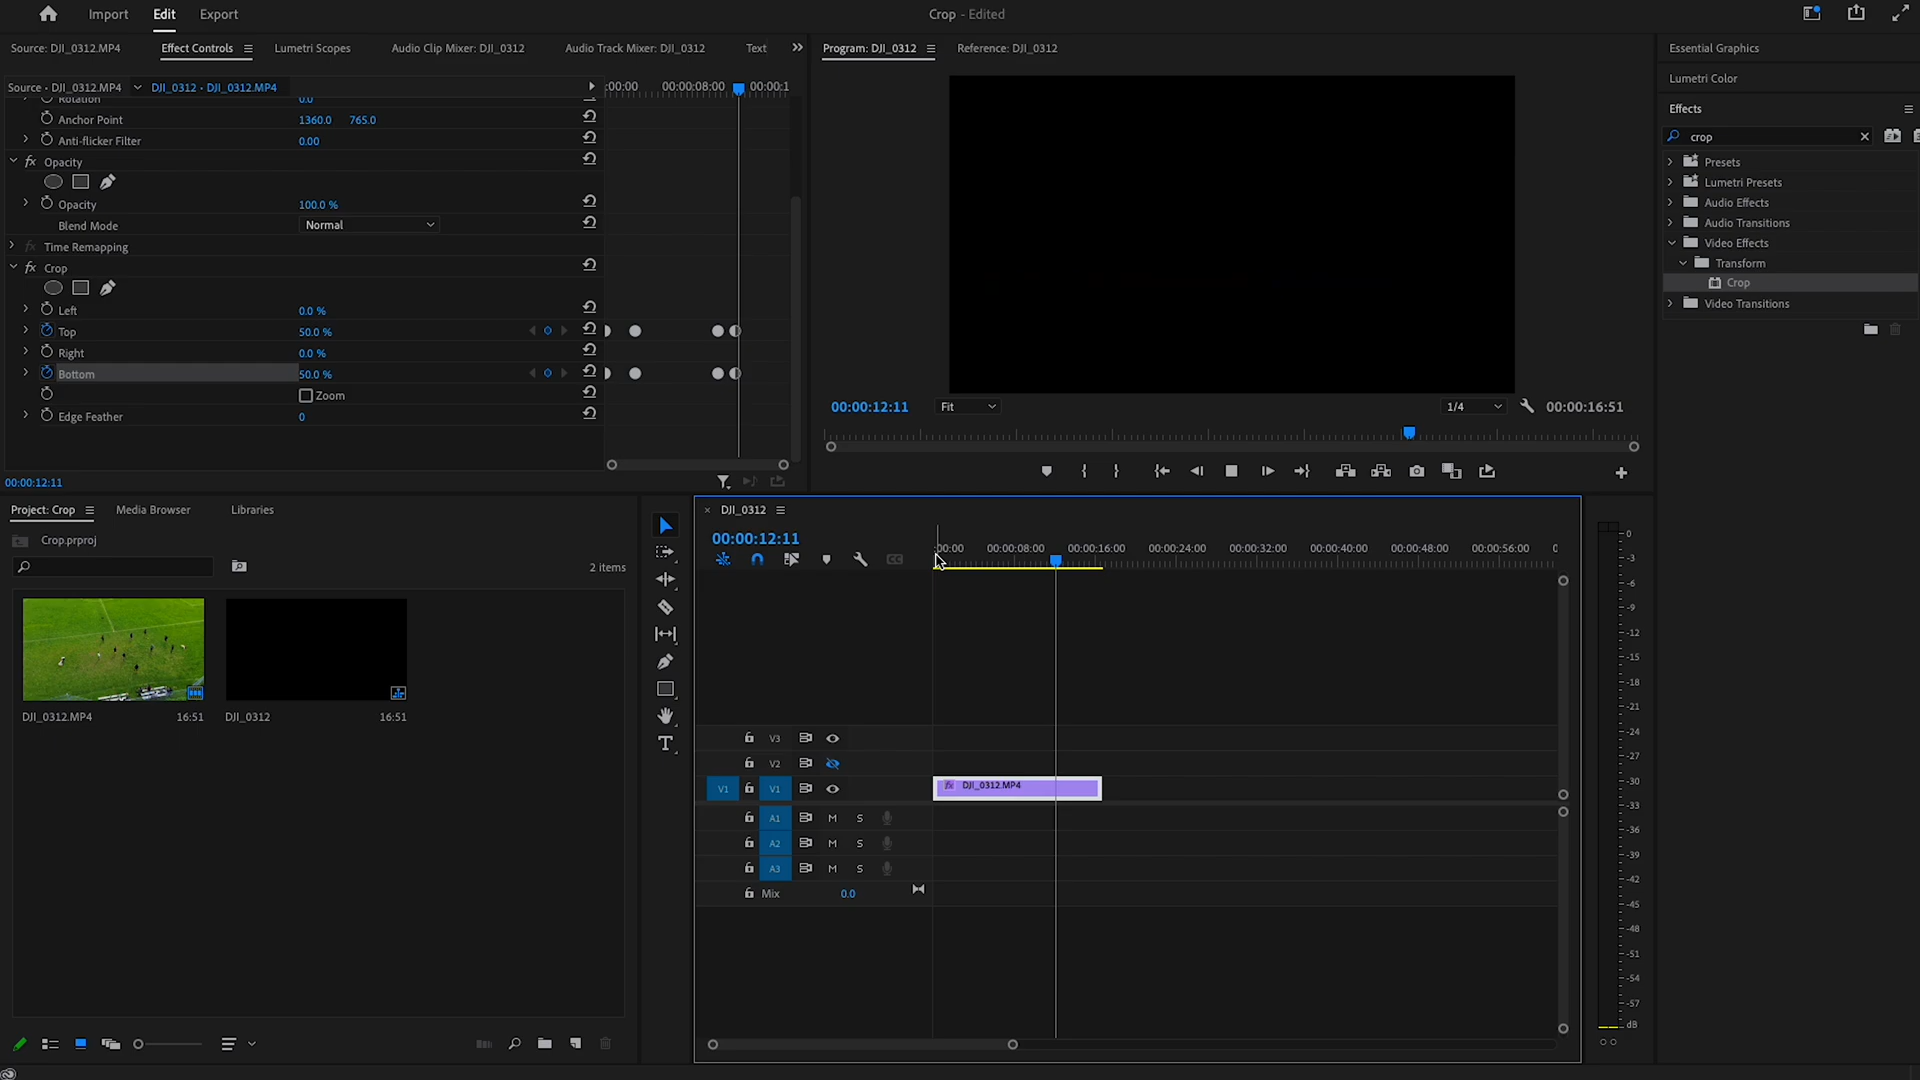 Import Edit Export Crop - Edited
Source: DJI_0312.MP4 Effect Controls Lumetri Scopes Audio Clip Mixer: DJI_0312 Audio Track Mixer: DJI_0312 Text
Source • DJI_0312.MP4 DJI_0312 • DJI_0312.MP4 :00:00 00:00:08:00 00:00:1
Rotation 0.0
Anchor Point 1360.0 765.0
Anti-flicker Filter 0.00
fx Opacity
Opacity 100.0 %
Blend Mode Normal
fx Time Remapping
fx Crop
Left 0.0 %
Top 50.0 %
Right 0.0 %
Bottom 50.0 %
Zoom
Edge Feather 0
00:00:12:11
Program: DJI_0312 Reference: DJI_0312
00:00:12:11 Fit 1/4 00:00:16:51
Essential Graphics
Lumetri Color
Effects
crop
Presets
Lumetri Presets
Audio Effects
Audio Transitions
Video Effects
Transform
Crop
Video Transitions
Project: Crop Media Browser Libraries
Crop.prproj
2 items
DJI_0312.MP4 16:51 DJI_0312 16:51
× DJI_0312
00:00:12:11
:00:00 00:00:08:00 00:00:16:00 00:00:24:00 00:00:32:00 00:00:40:00 00:00:48:00 00:00:56:00 0
CC
V3
V2
V1 V1 fx DJI_0312.MP4
A1 M S
A2 M S
A3 M S
Mix 0.0
0
-3
-6
-9
-12
-15
-18
-21
-24
-27
-30
-33
-36
-39
-42
-45
-48
-51
-54
-57
dB